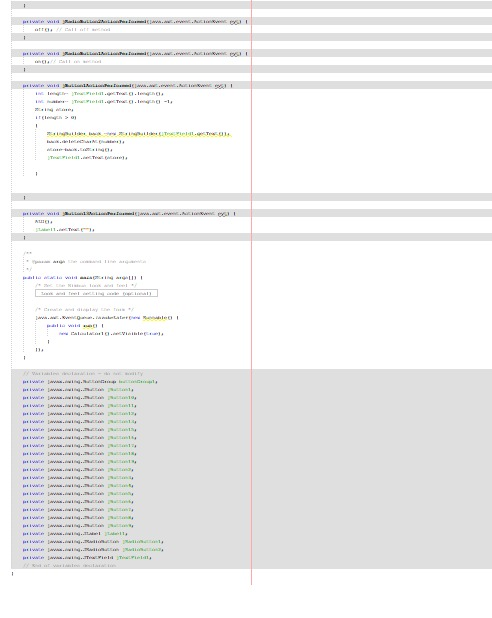 }
private void jRadioButton2ActionPerformed(java.awt.event.ActionEvent evt) {
off(); // Call off method
}
private void jRadioButton1ActionPerformed(java.awt.event.ActionEvent evt) {
on();// Call on method
}
private void jButton1ActionPerformed(java.awt.event.ActionEvent evt) {
int length= jTextField1.getText().length();
int number= jTextField1.getText().length() -1;
String store;
if(length > 0)
{
StringBuilder back =new StringBuilder(jTextField1.getText());
back.deleteCharAt(number);
store=back.toString();
jTextField1.setText(store);
}
}
private void jButton19ActionPerformed(java.awt.event.ActionEvent evt) {
jLabel1.setText("");
}
/**
* @param args the command line arguments
*/
public static void main(String args[]) {
/* Set the Nimbus look and feel */
Look and feel setting code (optional)
/* Create and display the form */
java.awt.EventQueue.invokeLater(new Runnable() {
public void run() {
new Calculator1().setVisible(true);
}
});
}
// Variables declaration - do not modify
private javax.swing.ButtonGroup buttonGroup1;
private javax.swing.JButton jButton1;
private javax.swing.JButton jButton10;
private javax.swing.JButton jButton11;
private javax.swing.JButton jButton12;
private javax.swing.JButton jButton13;
private javax.swing.JButton jButton14;
private javax.swing.JButton jButton15;
private javax.swing.JButton jButton16;
private javax.swing.JButton jButton17;
private javax.swing.JButton jButton18;
private javax.swing.JButton jButton19;
private javax.swing.JButton jButton2;
private javax.swing.JButton jButton3;
private javax.swing.JButton jButton4;
private javax.swing.JButton jButton5;
private javax.swing.JButton jButton6;
private javax.swing.JButton jButton7;
private javax.swing.JButton jButton8;
private javax.swing.JButton jButton9;
private javax.swing.JLabel jLabel1;
private javax.swing.JRadioButton jRadioButton1;
private javax.swing.JRadioButton jRadioButton2;
private javax.swing.JTextField jTextField1;
// End of variables declaration
}